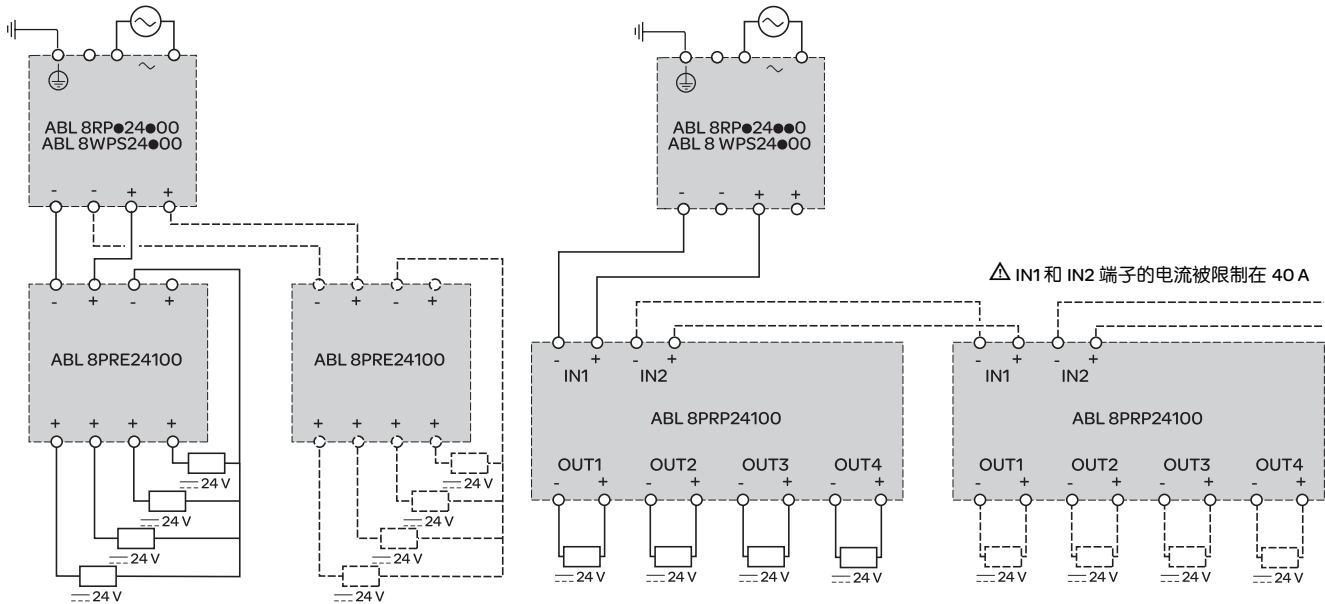 ABL 8RP●24●00
ABL 8WPS24●00
- - + +
- + - +
ABL 8PRE24100
+ + + +
⎓ 24 V
⎓ 24 V
⎓ 24 V
⎓ 24 V
- + - +
ABL 8PRE24100
+ + + +
⎓ 24 V
⎓ 24 V
⎓ 24 V
⎓ 24 V
ABL 8RP●24●●0
ABL 8 WPS24●00
- - + +
⚠ IN1 和 IN2 端子的电流被限制在 40 A
- + - +
IN1 IN2
ABL 8PRP24100
OUT1 OUT2 OUT3 OUT4
- + - + - + - +
⎓ 24 V ⎓ 24 V ⎓ 24 V ⎓ 24 V
- + - +
IN1 IN2
ABL 8PRP24100
OUT1 OUT2 OUT3 OUT4
- + - + - + - +
⎓ 24 V ⎓ 24 V ⎓ 24 V ⎓ 24 V